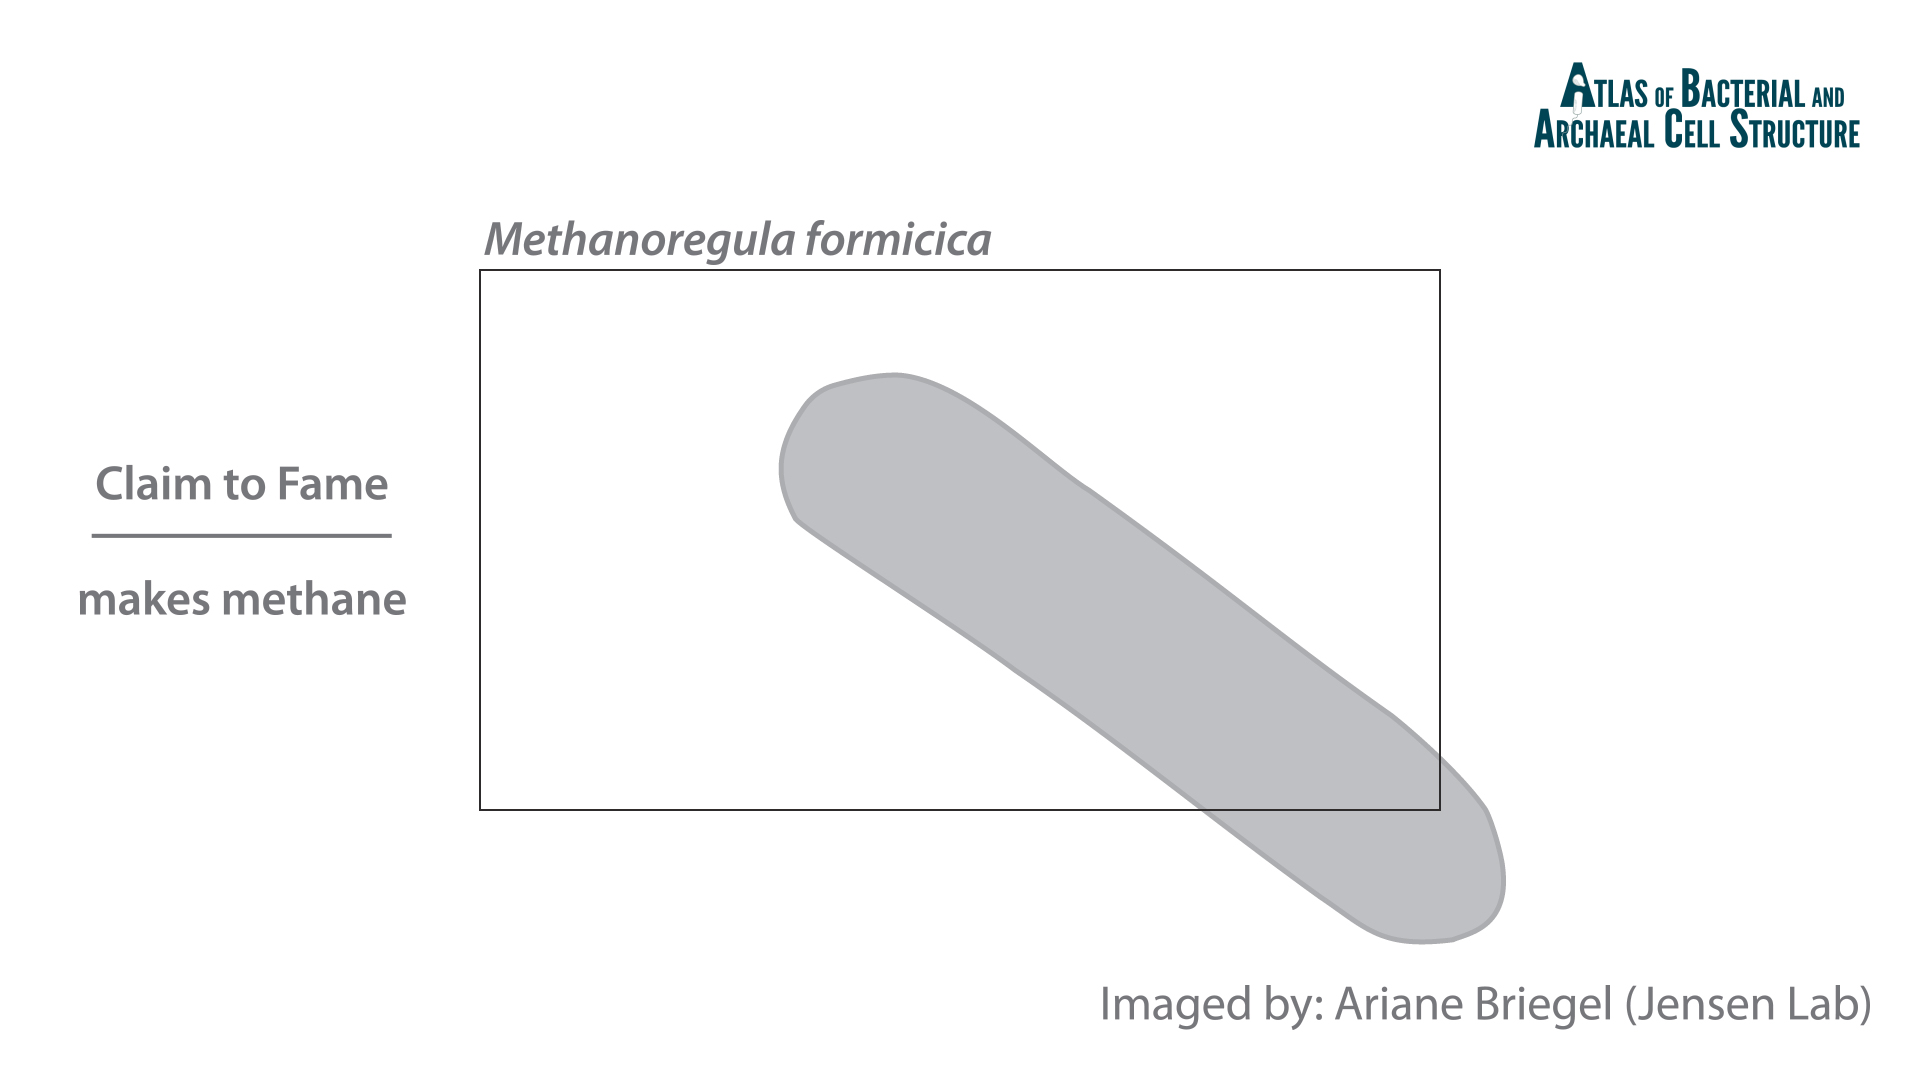 Atlas of Bacterial and
Archaeal Cell Structure
Methanoregula formicica
Claim to Fame
makes methane
Imaged by: Ariane Briegel (Jensen Lab)